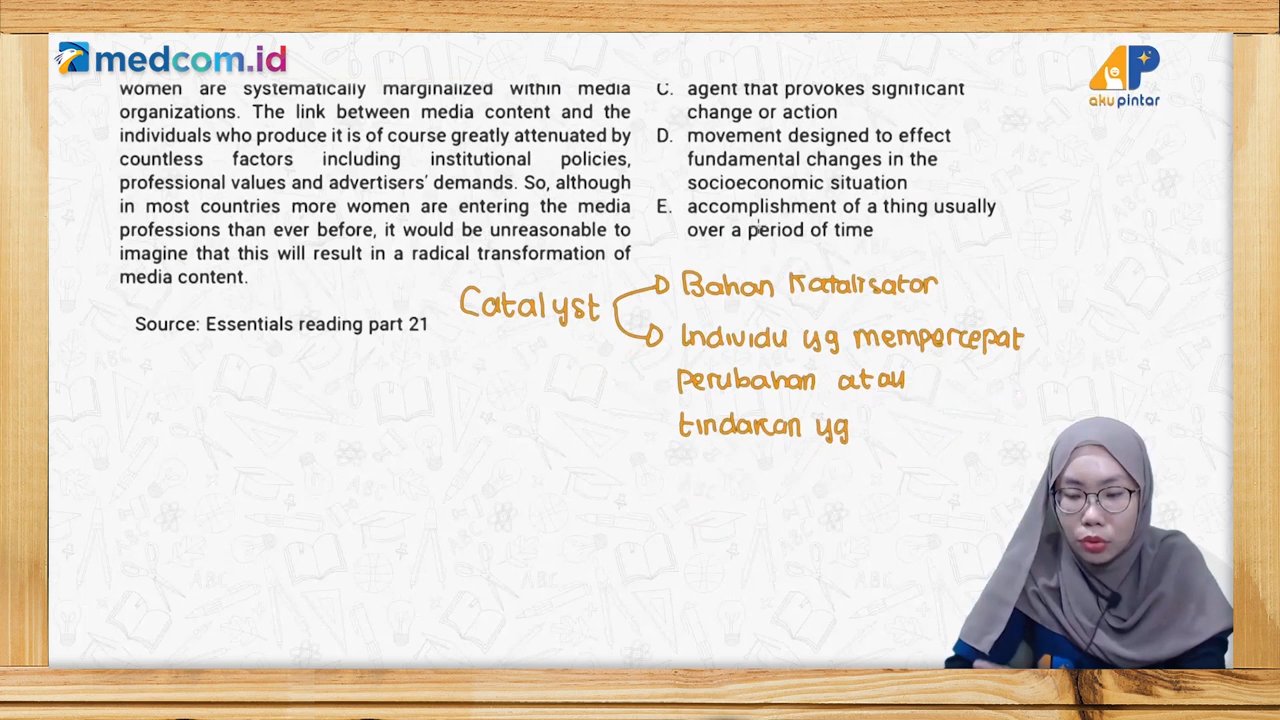 medcom.id
aku pintar
women are systematically marginalized within media
organizations. The link between media content and the
individuals who produce it is of course greatly attenuated by
countless factors including institutional policies,
professional values and advertisers' demands. So, although
in most countries more women are entering the media
professions than ever before, it would be unreasonable to
imagine that this will result in a radical transformation of
media content.
Source: Essentials reading part 21
C. agent that provokes significant
change or action
D. movement designed to effect
fundamental changes in the
socioeconomic situation
E. accomplishment of a thing usually
over a period of time
Catalyst
Bahan Katalisator
Individu yg mempercepat
perubahan atau
tindakan yg